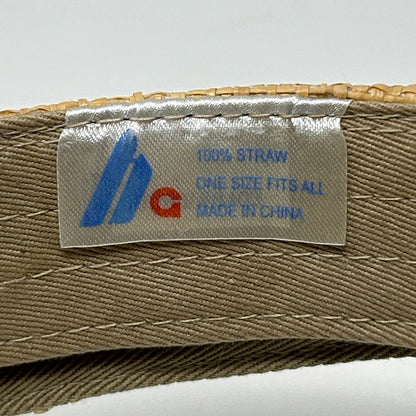 100% STRAW
ONE SIZE FITS ALL
MADE IN CHINA